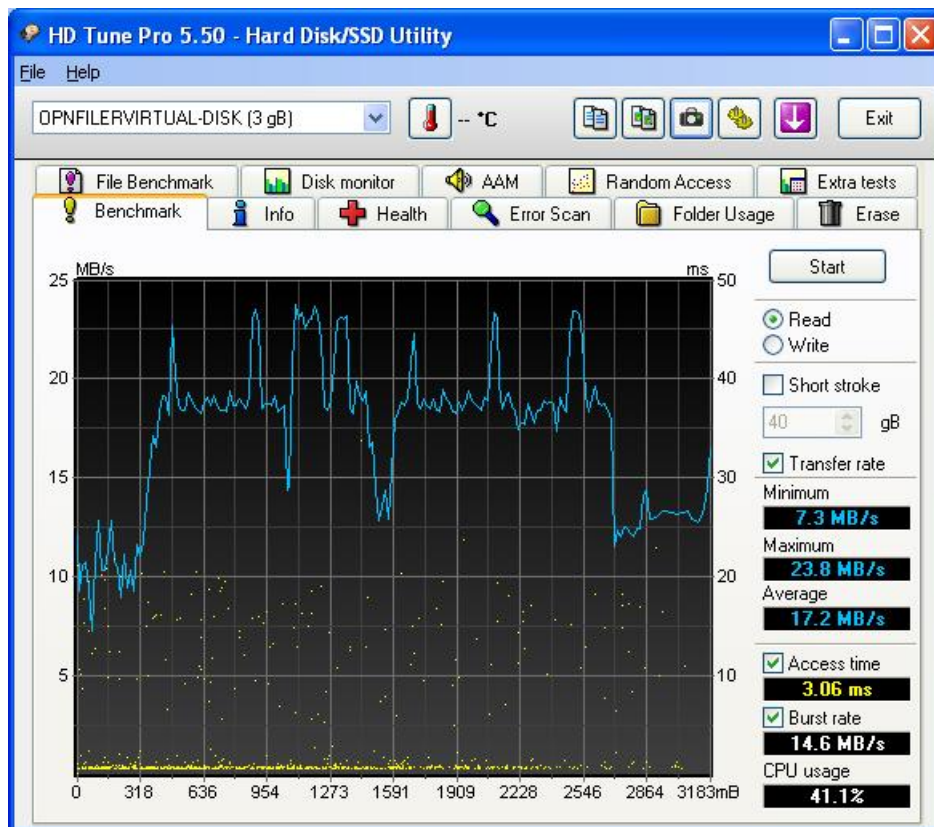 HD Tune Pro 5.50 - Hard Disk/SSD Utility
File Help
OPNFILERVIRTUAL-DISK (3 gB) -- °C Exit
File Benchmark Disk monitor AAM Random Access Extra tests
Benchmark Info Health Error Scan Folder Usage Erase
MB/s ms
25 50
20 40
15 30
10 20
5 10
0 318 636 954 1273 1591 1909 2228 2546 2864 3183mB
Start
Read
Write
Short stroke
40 gB
Transfer rate
Minimum
7.3 MB/s
Maximum
23.8 MB/s
Average
17.2 MB/s
Access time
3.06 ms
Burst rate
14.6 MB/s
CPU usage
41.1%